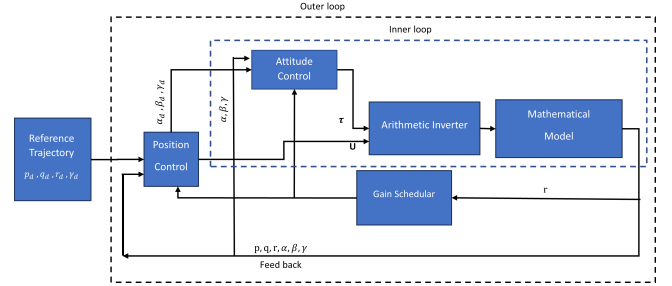 Outer loop
Inner loop
Attitude
Control
α_d, β_d, γ_d
α, β, γ
τ
Arithmetic Inverter
Mathematical
Model
Reference
Trajectory
p_d, q_d, r_d, γ_d
Position
Control
U
Gain Schedular
r
p, q, r, α, β, γ
Feed back